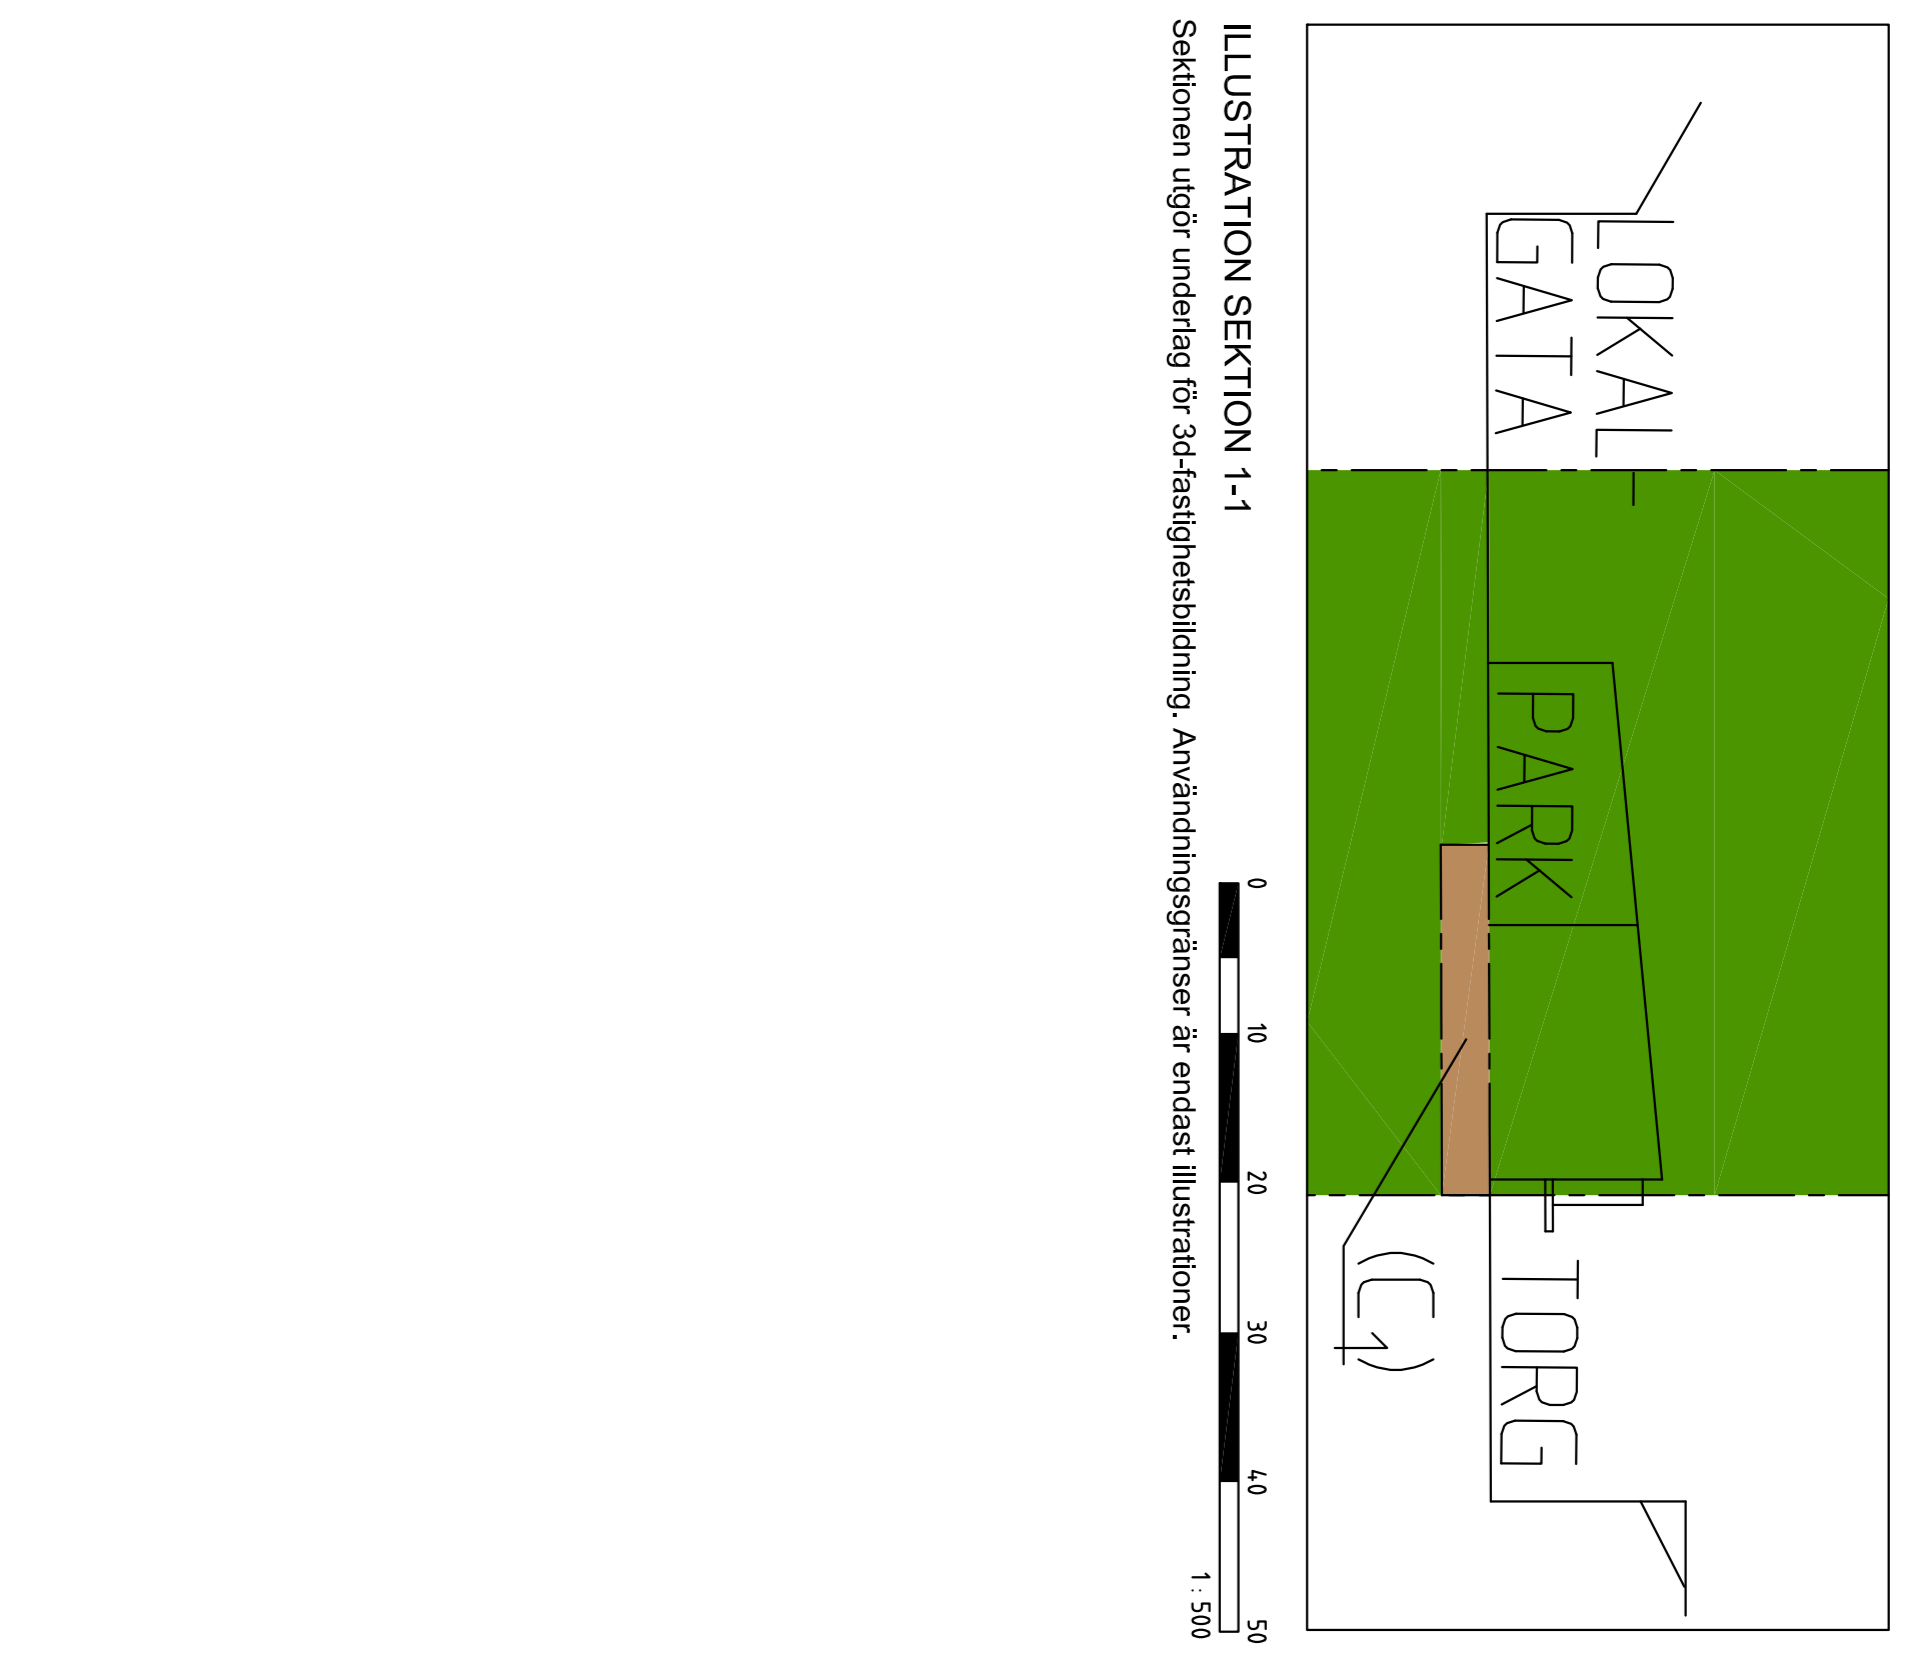 LOKAL-
GATA
PARK
TORG
(C1)
0 10 20 30 40 50
1 : 500
ILLUSTRATION SEKTION 1-1
Sektionen utgör underlag för 3d-fastighetsbildning. Användningsgränser är endast illustrationer.